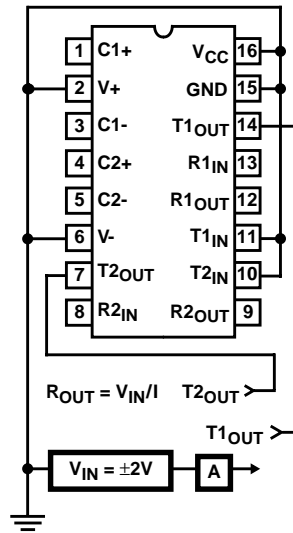 1 C1+ VCC 16
2 V+ GND 15
3 C1- T1OUT 14
4 C2+ R1IN 13
5 C2- R1OUT 12
6 V- T1IN 11
7 T2OUT T2IN 10
8 R2IN R2OUT 9
ROUT = VIN/I T2OUT
T1OUT
VIN = ±2V A